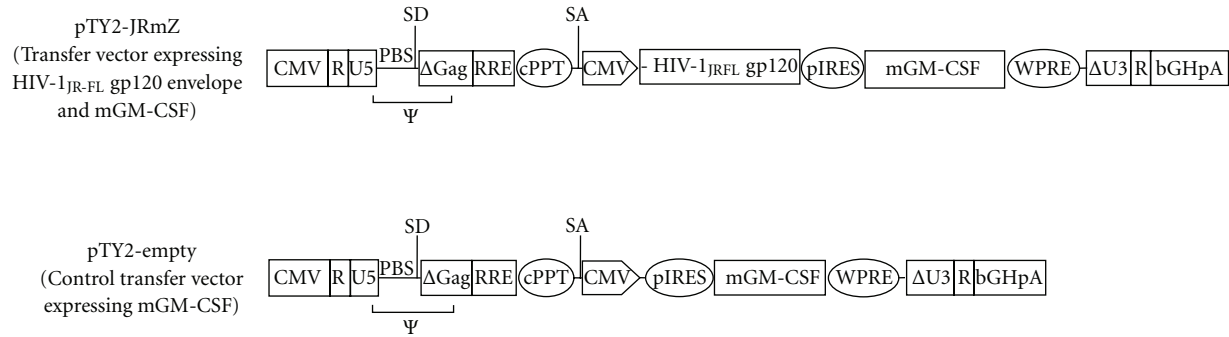 pTY2-JRmZ
(Transfer vector expressing
HIV-1JR-FL gp120 envelope
and mGM-CSF)
SD
SA
CMV R U5 PBS ΔGag RRE cPPT CMV - HIV-1JRFL gp120 pIRES mGM-CSF WPRE ΔU3 R bGHpA
Ψ
pTY2-empty
(Control transfer vector
expressing mGM-CSF)
SD
SA
CMV R U5 PBS ΔGag RRE cPPT CMV pIRES mGM-CSF WPRE ΔU3 R bGHpA
Ψ